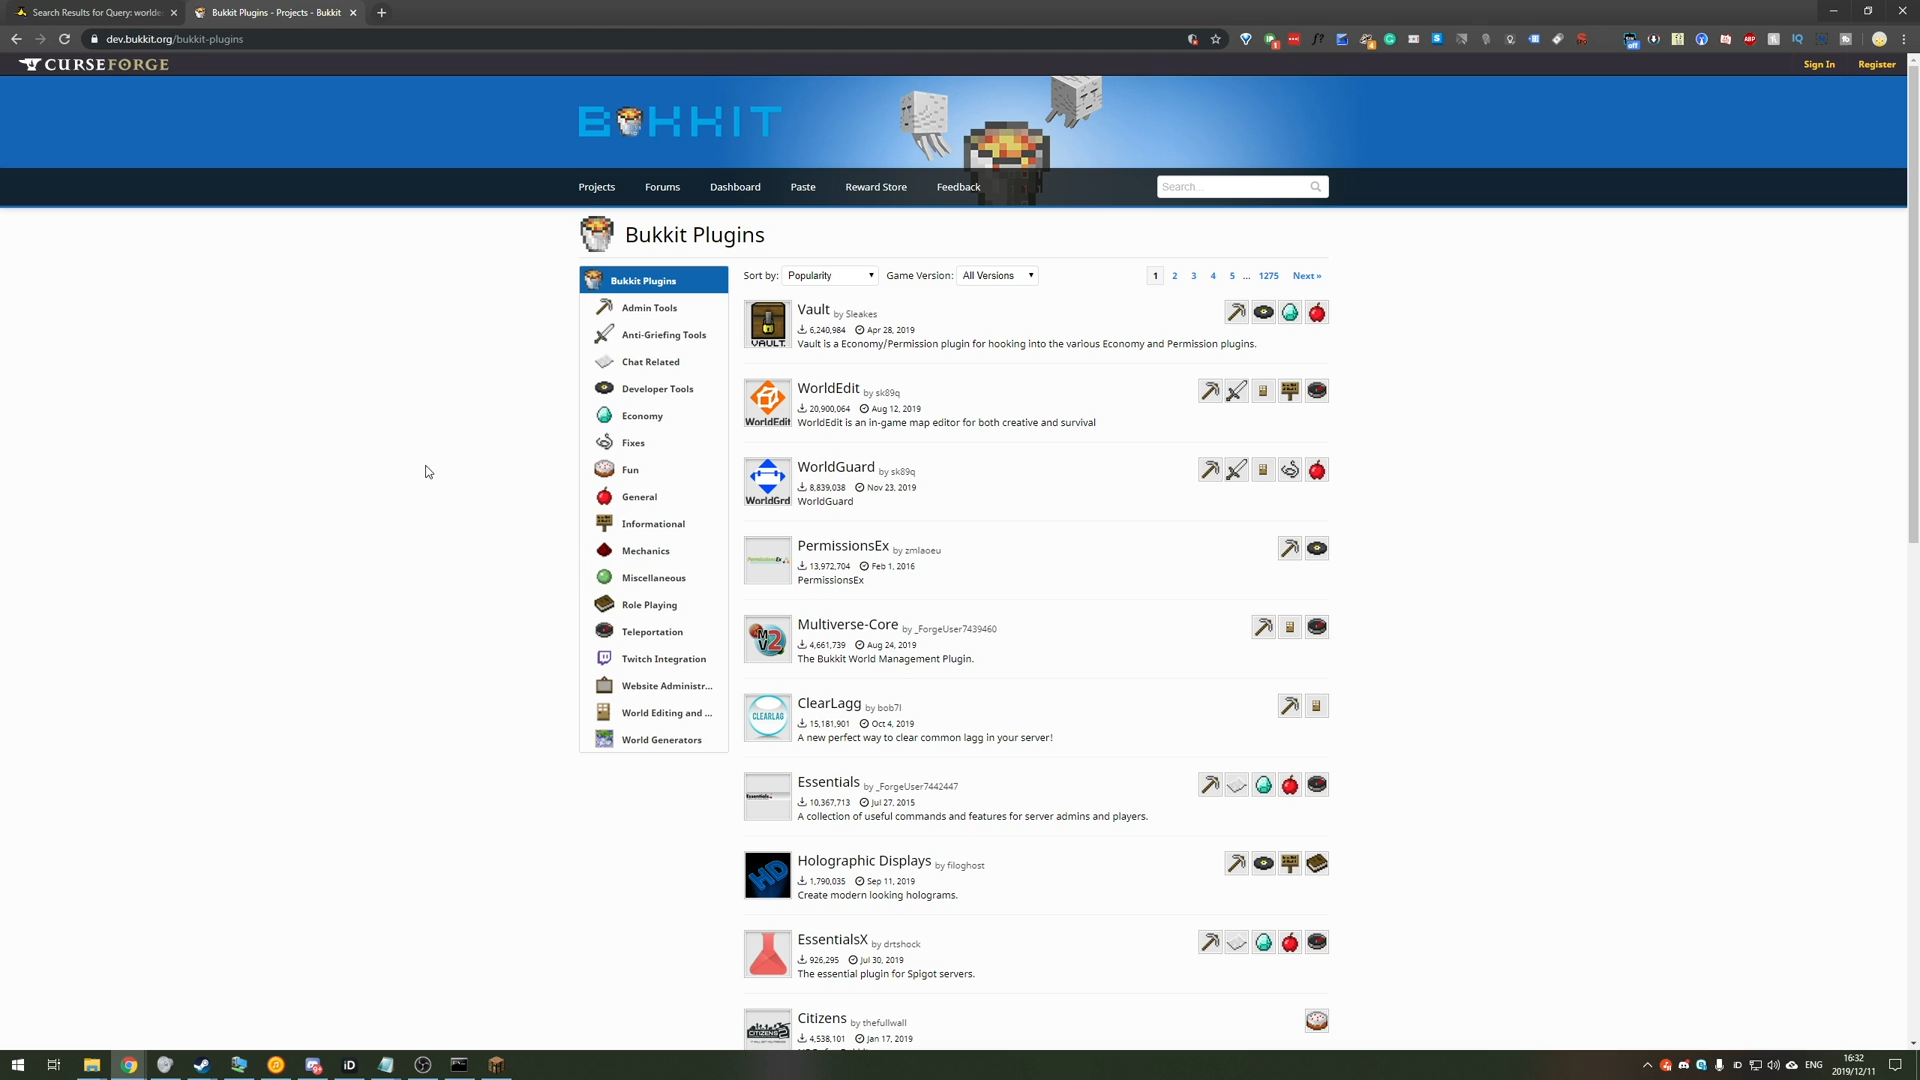 Search Results for Query: worlde
Bukkit Plugins - Projects - Bukkit
dev.bukkit.org/bukkit-plugins
CURSEFORGE
Sign In
Register
BUKKIT
Projects
Forums
Dashboard
Paste
Reward Store
Feedback
Search...
Bukkit Plugins
Bukkit Plugins
Admin Tools
Anti-Griefing Tools
Chat Related
Developer Tools
Economy
Fixes
Fun
General
Informational
Mechanics
Miscellaneous
Role Playing
Teleportation
Twitch Integration
Website Administr...
World Editing and ...
World Generators
Sort by: Popularity Game Version: All Versions
1 2 3 4 5 ... 1275 Next »
VAULT
Vault by Sleakes
6,240,984 Apr 28, 2019
Vault is a Economy/Permission plugin for hooking into the various Economy and Permission plugins.
WorldEdit
WorldEdit by sk89q
20,900,064 Aug 12, 2019
WorldEdit is an in-game map editor for both creative and survival
WorldGrd
WorldGuard by sk89q
8,839,038 Nov 23, 2019
WorldGuard
PermissionsEx
PermissionsEx by zmlaoeu
13,972,704 Feb 1, 2016
PermissionsEx
MV2
Multiverse-Core by _ForgeUser7439460
4,661,739 Aug 24, 2019
The Bukkit World Management Plugin.
CLEARLAG
ClearLagg by bob7l
15,181,901 Oct 4, 2019
A new perfect way to clear common lagg in your server!
Essentials
Essentials by _ForgeUser7442447
10,367,713 Jul 27, 2015
A collection of useful commands and features for server admins and players.
HD
Holographic Displays by filoghost
1,790,035 Sep 11, 2019
Create modern looking holograms.
EssentialsX by drtshock
926,295 Jul 30, 2019
The essential plugin for Spigot servers.
CITIZENS2
Citizens by thefullwall
4,538,101 Jan 17, 2019
ENG
16:32
2019/12/11